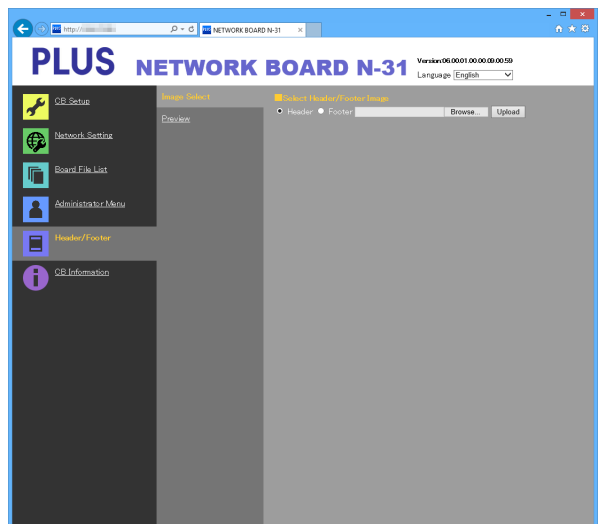 http://
NETWORK BOARD N-31
PLUS NETWORK BOARD N-31
Version:06.00.01.00.00.09.00.59
Language English
CB Setup
Network Setting
Board File List
Administrator Menu
Header/Footer
CB Information
Image Select
Preview
Select Header/Footer Image
Header Footer Browse... Upload